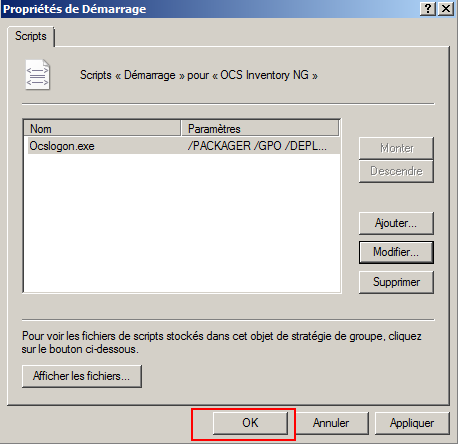 Propriétés de Démarrage
Scripts
Scripts « Démarrage » pour « OCS Inventory NG »
Nom Paramètres
Ocslogon.exe /PACKAGER /GPO /DEPL...
Monter
Descendre
Ajouter...
Modifier...
Supprimer
Pour voir les fichiers de scripts stockés dans cet objet de stratégie de groupe, cliquez
sur le bouton ci-dessous.
Afficher les fichiers...
OK Annuler Appliquer